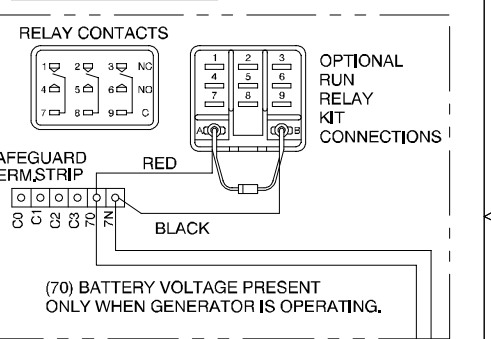 RELAY CONTACTS
1 2 3 NC
4 5 6 NO
7 8 9 C
1 2 3
4 5 6
7 8 9
A B
OPTIONAL
RUN
RELAY
KIT
CONNECTIONS
AFEGUARD
ERM.STRIP
RED
C0 C1 C2 C3 70 7N
BLACK
(70) BATTERY VOLTAGE PRESENT
ONLY WHEN GENERATOR IS OPERATING.